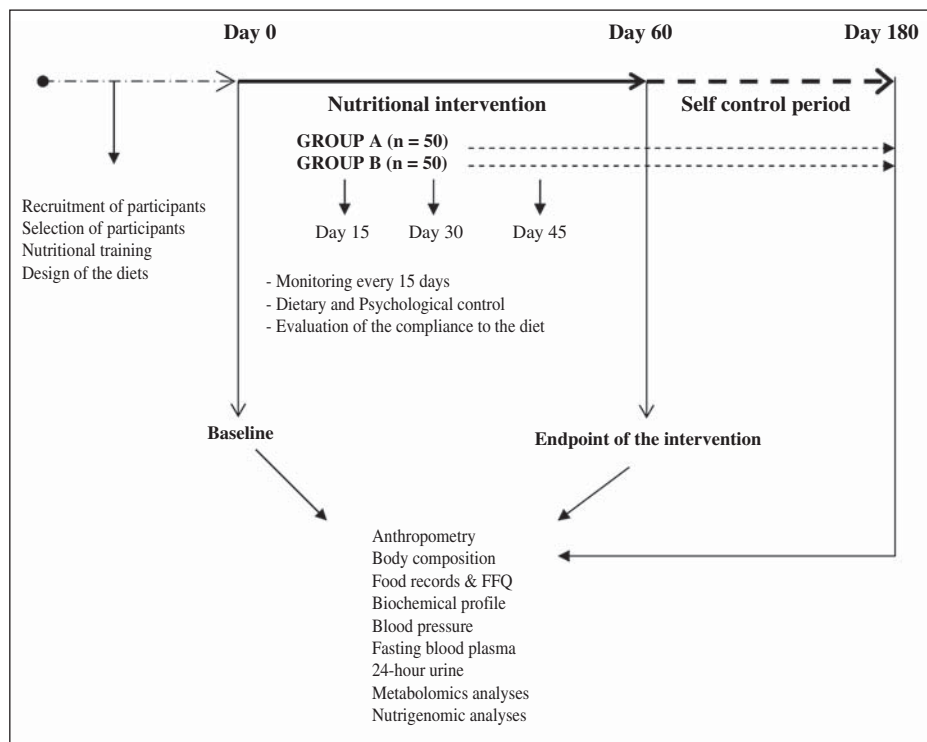 Day 0
Day 60
Day 180
Nutritional intervention
Self control period
GROUP A (n = 50)
GROUP B (n = 50)
Recruitment of participants
Selection of participants
Nutritional training
Design of the diets
Day 15
Day 30
Day 45
- Monitoring every 15 days
- Dietary and Psychological control
- Evaluation of the compliance to the diet
Baseline
Endpoint of the intervention
Anthropometry
Body composition
Food records & FFQ
Biochemical profile
Blood pressure
Fasting blood plasma
24-hour urine
Metabolomics analyses
Nutrigenomic analyses